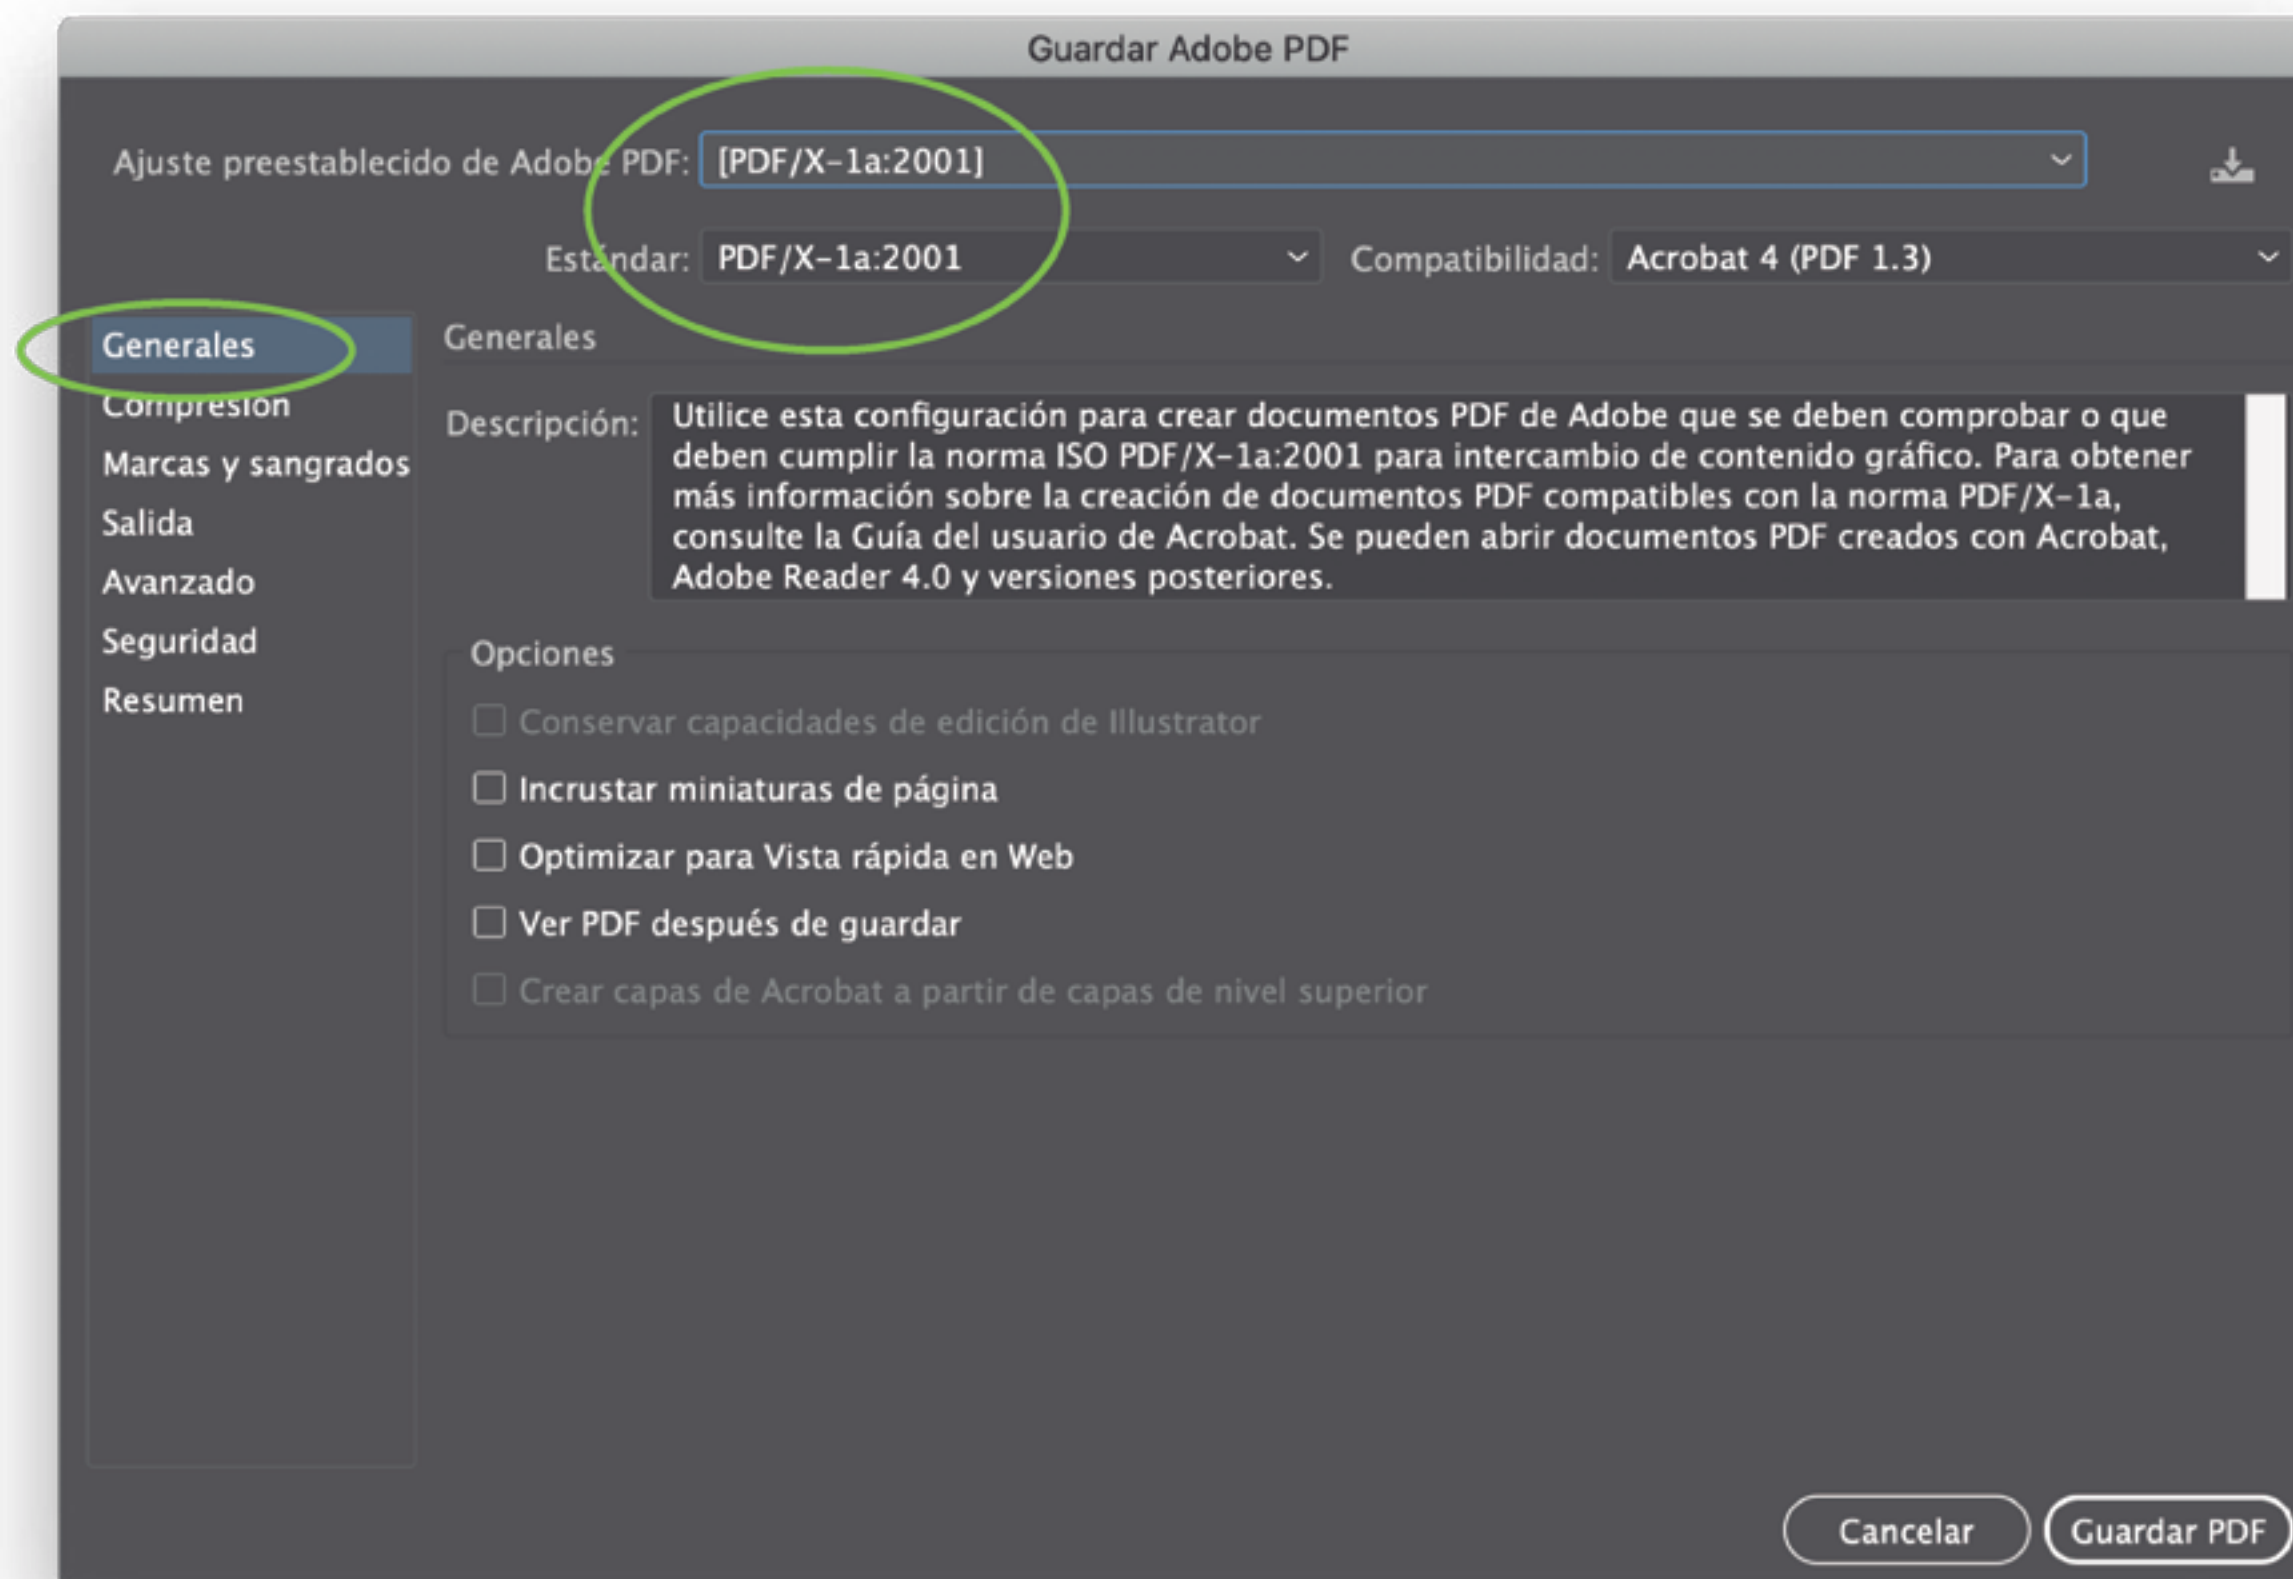 Guardar Adobe PDF
Ajuste preestablecido de Adobe PDF: [PDF/X-1a:2001]
Estándar: PDF/X-1a:2001 Compatibilidad: Acrobat 4 (PDF 1.3)
Generales
Compresión
Marcas y sangrados
Salida
Avanzado
Seguridad
Resumen
Generales
Descripción: Utilice esta configuración para crear documentos PDF de Adobe que se deben comprobar o que
deben cumplir la norma ISO PDF/X-1a:2001 para intercambio de contenido gráfico. Para obtener
más información sobre la creación de documentos PDF compatibles con la norma PDF/X-1a,
consulte la Guía del usuario de Acrobat. Se pueden abrir documentos PDF creados con Acrobat,
Adobe Reader 4.0 y versiones posteriores.
Opciones
Conservar capacidades de edición de Illustrator
Incrustar miniaturas de página
Optimizar para Vista rápida en Web
Ver PDF después de guardar
Crear capas de Acrobat a partir de capas de nivel superior
Cancelar Guardar PDF